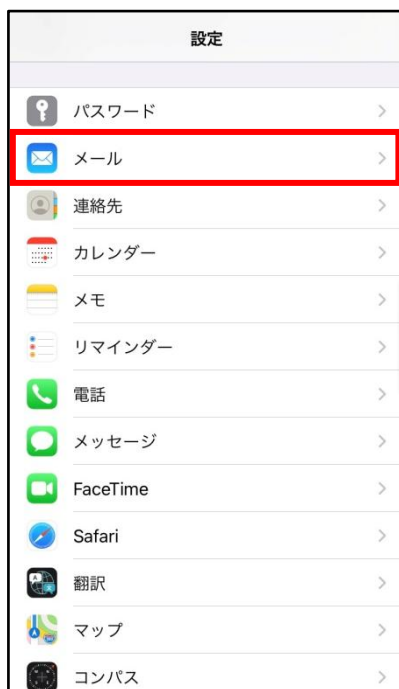 設定
パスワード
メール
連絡先
カレンダー
メモ
リマインダー
電話
メッセージ
FaceTime
Safari
翻訳
マップ
コンパス